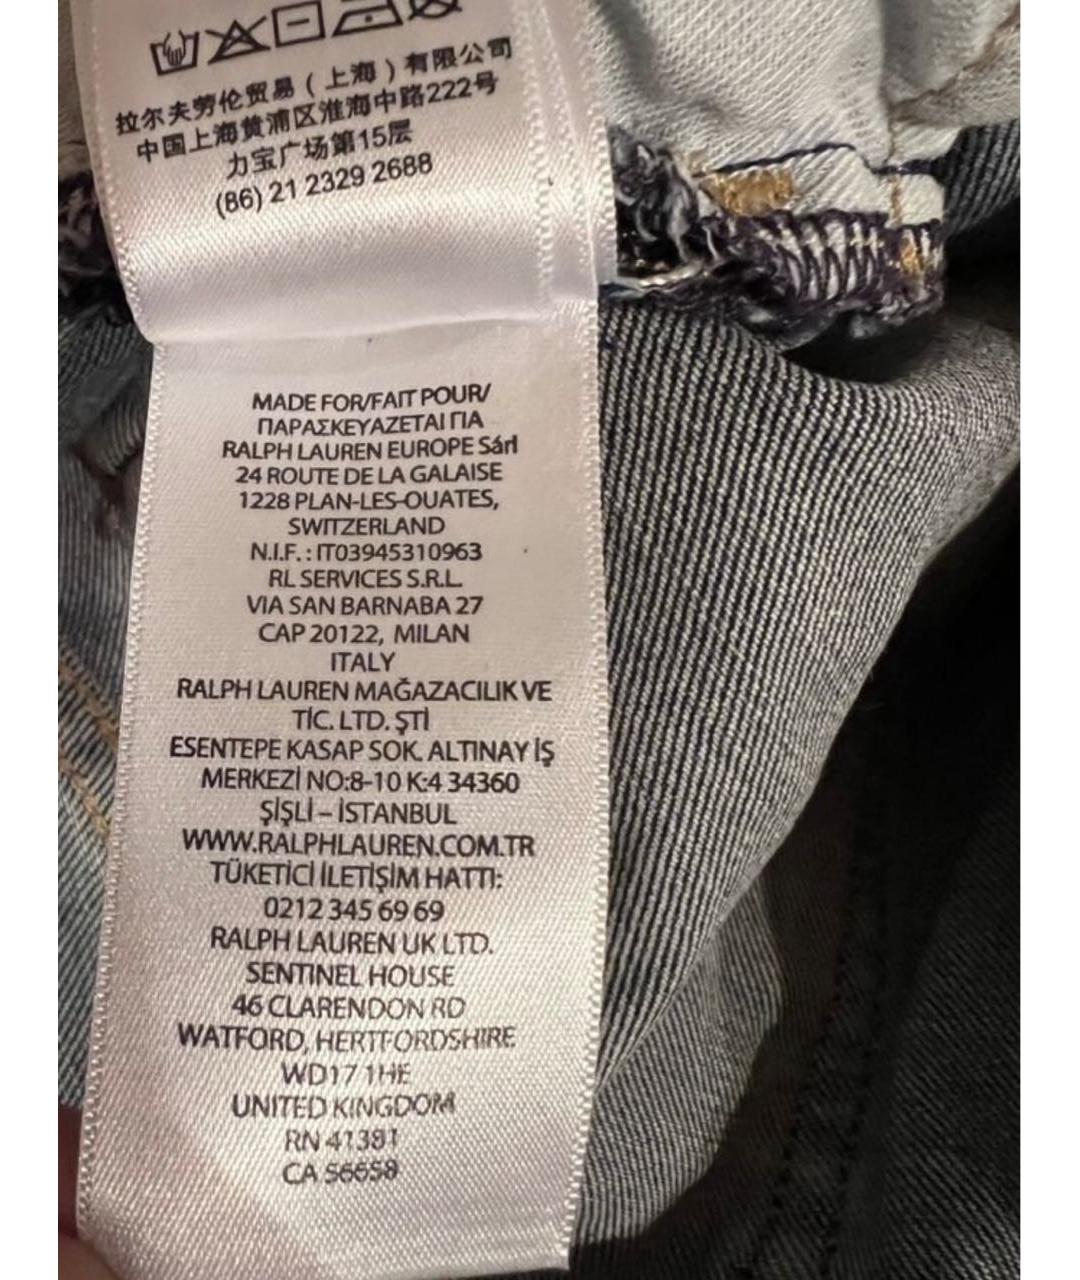 拉尔夫劳伦贸易（上海）有限公司
中国上海黄浦区淮海中路222号
力宝广场第15层
(86) 21 2329 2688
MADE FOR/FAIT POUR/
ΠΑΡΑΣΚΕΥΑΖΕΤΑΙ ΓΙΑ
RALPH LAUREN EUROPE Sárl
24 ROUTE DE LA GALAISE
1228 PLAN-LES-OUATES,
SWITZERLAND
N.I.F. : IT03945310963
RL SERVICES S.R.L.
VIA SAN BARNABA 27
CAP 20122, MILAN
ITALY
RALPH LAUREN MAĞAZACILIK VE
TİC. LTD. ŞTİ
ESENTEPE KASAP SOK. ALTINAY İŞ
MERKEZİ NO:8-10 K:4 34360
ŞİŞLİ – İSTANBUL
WWW.RALPHLAUREN.COM.TR
TÜKETİCİ İLETİŞİM HATTI:
0212 345 69 69
RALPH LAUREN UK LTD.
SENTINEL HOUSE
46 CLARENDON RD
WATFORD, HERTFORDSHIRE
WD17 1HE
UNITED KINGDOM
RN 41381
CA 56658